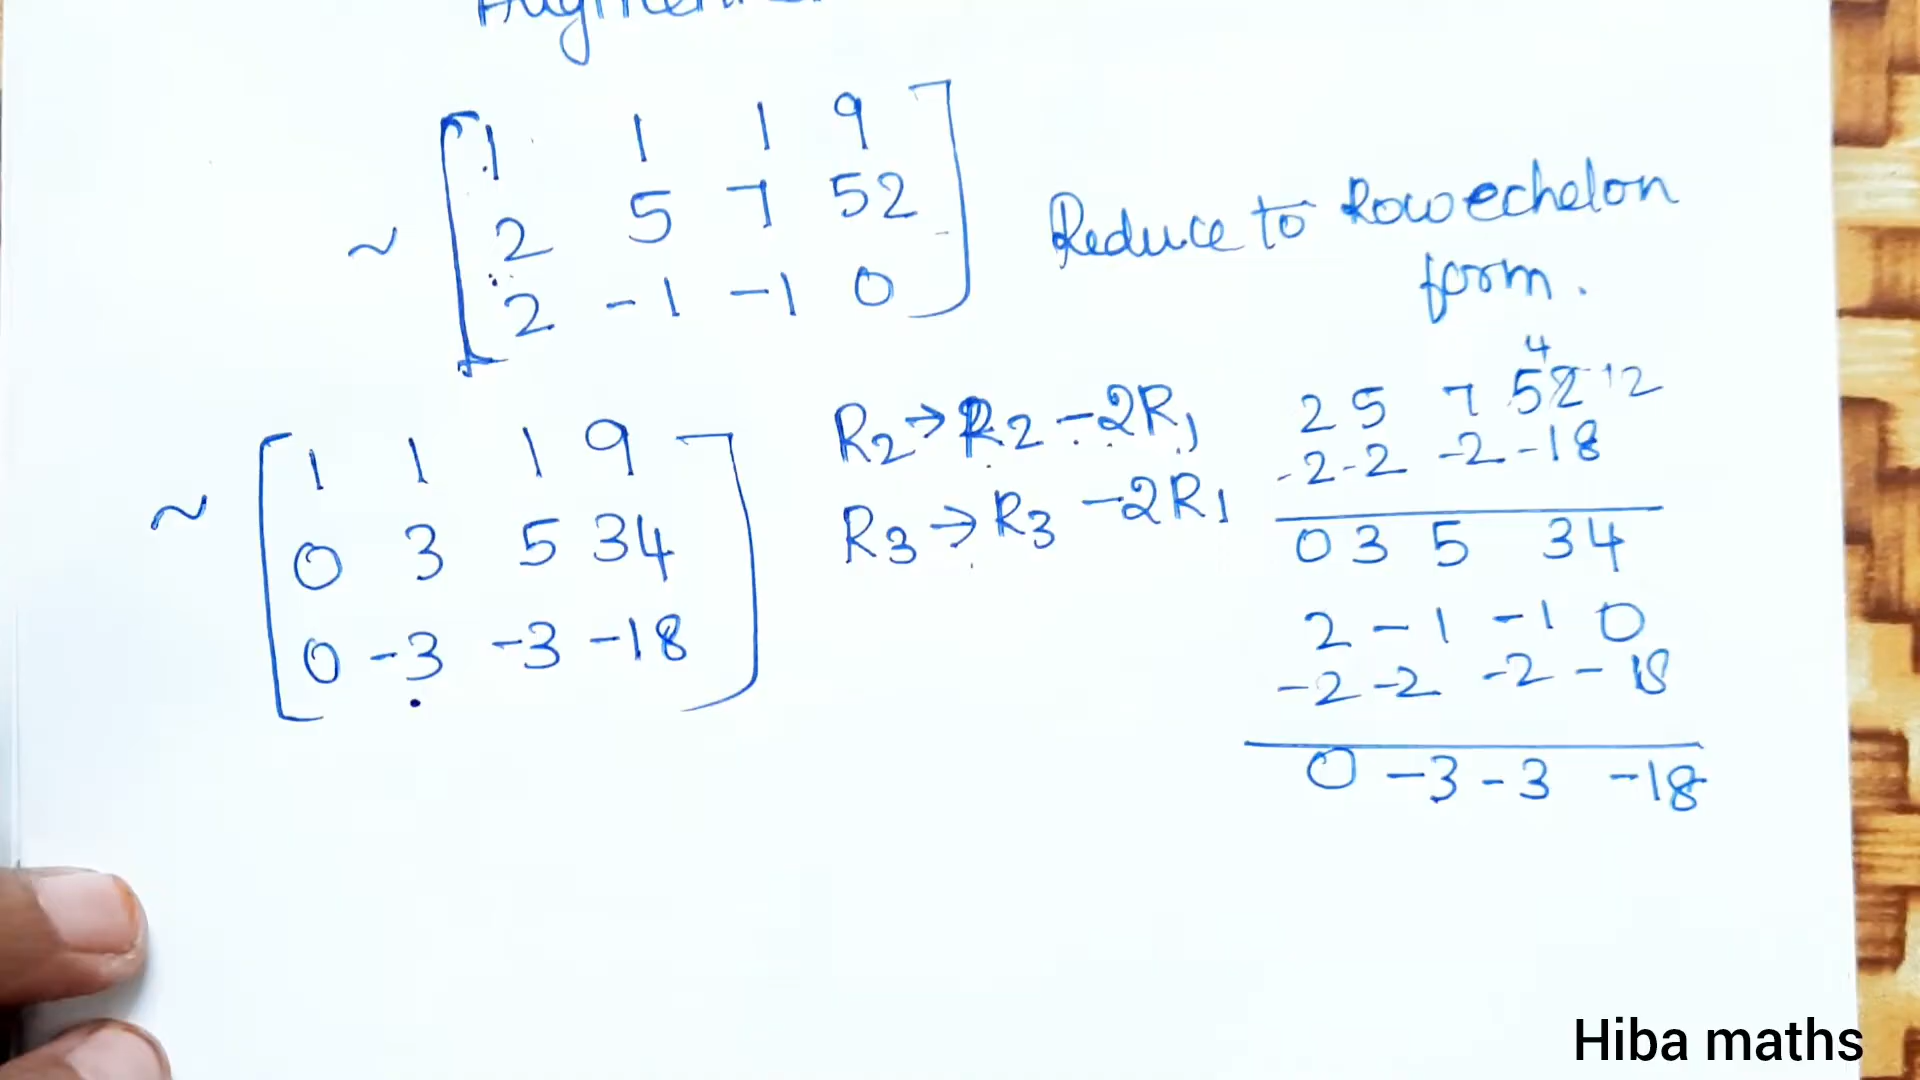 ~ [ 1 1 1 9
2 5 7 52
2 -1 -1 0 ]
Reduce to Row echelon
form.
~ [ 1 1 1 9
0 3 5 34
0 -3 -3 -18 ]
R2 → R2 - 2R1
R3 → R3 - 2R1
4
2 5 7 52 12
-2 -2 -2 -18
0 3 5 34
2 -1 -1 0
-2 -2 -2 -18
0 -3 -3 -18
Hiba maths